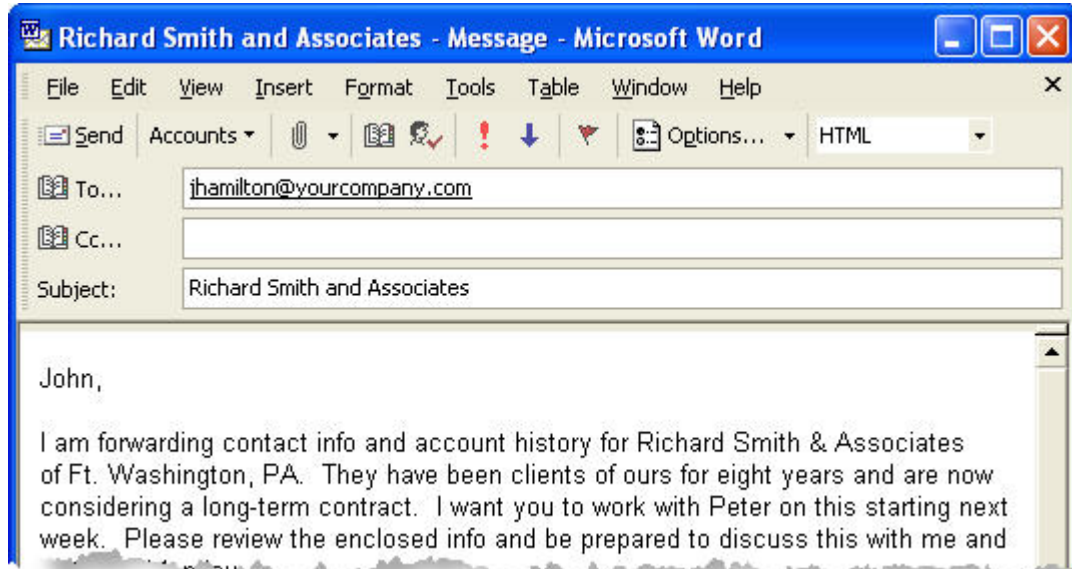 Richard Smith and Associates - Message - Microsoft Word
File Edit View Insert Format Tools Table Window Help
Send Accounts Options... HTML
To... jhamilton@yourcompany.com
Cc...
Subject: Richard Smith and Associates
John,
I am forwarding contact info and account history for Richard Smith & Associates
of Ft. Washington, PA. They have been clients of ours for eight years and are now
considering a long-term contract. I want you to work with Peter on this starting next
week. Please review the enclosed info and be prepared to discuss this with me and